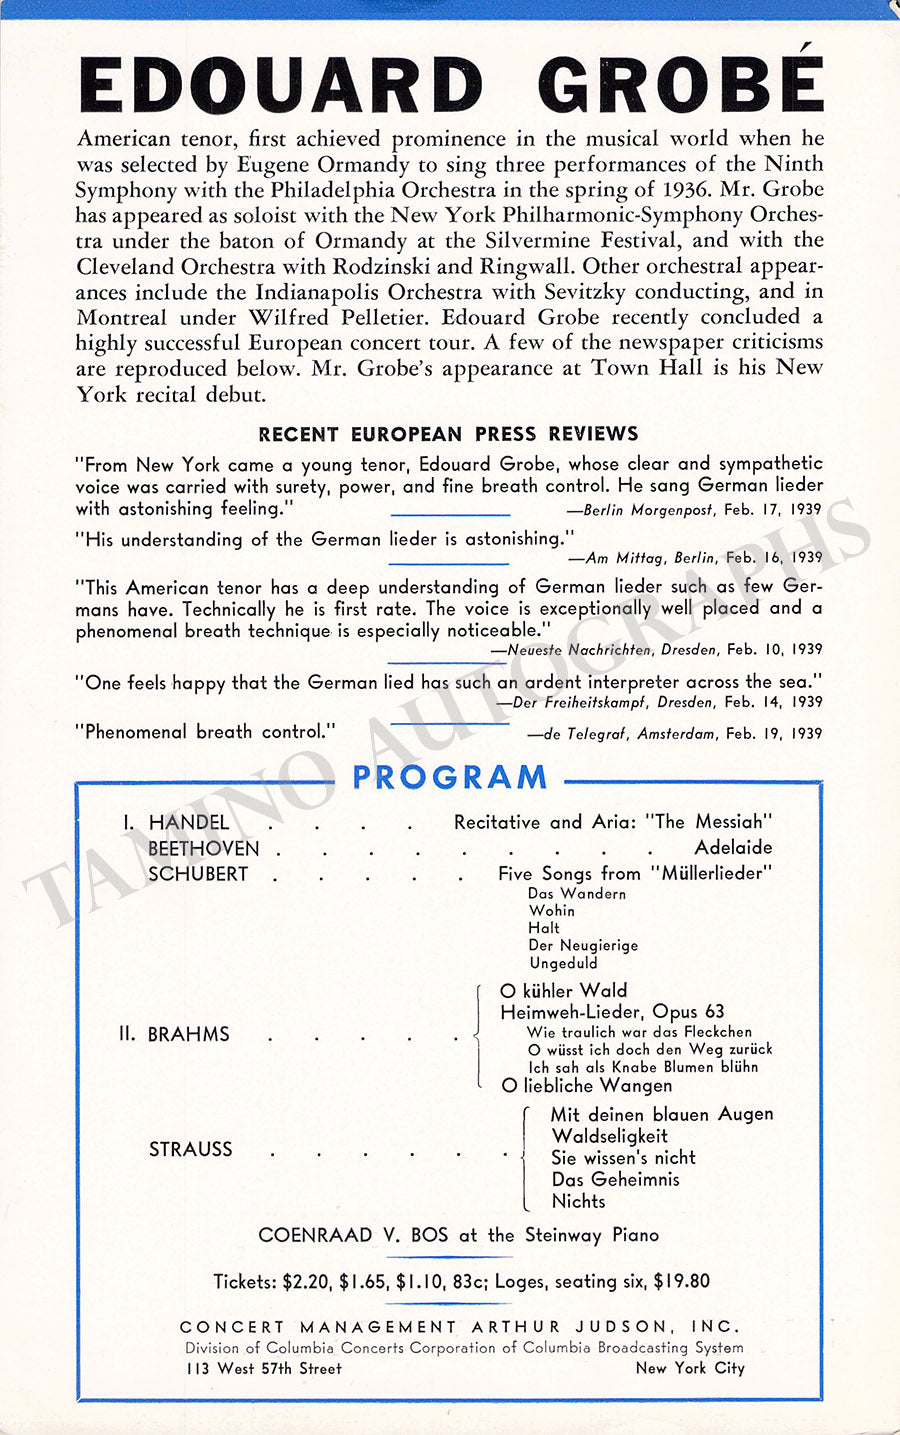 EDOUARD GROBÉ
American tenor, first achieved prominence in the musical world when he
was selected by Eugene Ormandy to sing three performances of the Ninth
Symphony with the Philadelphia Orchestra in the spring of 1936. Mr. Grobe
has appeared as soloist with the New York Philharmonic-Symphony Orches-
tra under the baton of Ormandy at the Silvermine Festival, and with the
Cleveland Orchestra with Rodzinski and Ringwall. Other orchestral appear-
ances include the Indianapolis Orchestra with Sevitzky conducting, and in
Montreal under Wilfred Pelletier. Edouard Grobe recently concluded a
highly successful European concert tour. A few of the newspaper criticisms
are reproduced below. Mr. Grobe's appearance at Town Hall is his New
York recital debut.
RECENT EUROPEAN PRESS REVIEWS
"From New York came a young tenor, Edouard Grobe, whose clear and sympathetic
voice was carried with surety, power, and fine breath control. He sang German lieder
with astonishing feeling." —Berlin Morgenpost, Feb. 17, 1939
"His understanding of the German lieder is astonishing."
—Am Mittag, Berlin, Feb. 16, 1939
"This American tenor has a deep understanding of German lieder such as few Ger-
mans have. Technically he is first rate. The voice is exceptionally well placed and a
phenomenal breath technique is especially noticeable."
—Neueste Nachrichten, Dresden, Feb. 10, 1939
"One feels happy that the German lied has such an ardent interpreter across the sea."
—Der Freiheitskampf, Dresden, Feb. 14, 1939
"Phenomenal breath control." —de Telegraf, Amsterdam, Feb. 19, 1939
TAMINO AUTOGRAPHS
PROGRAM
I. HANDEL . . . . Recitative and Aria: "The Messiah"
BEETHOVEN . . . . . . . . Adelaide
SCHUBERT . . . . . Five Songs from "Müllerlieder"
Das Wandern
Wohin
Halt
Der Neugierige
Ungeduld
O kühler Wald
Heimweh-Lieder, Opus 63
Wie traulich war das Fleckchen
II. BRAHMS . . . . .
O wüsst ich doch den Weg zurück
Ich sah als Knabe Blumen blühn
O liebliche Wangen
Mit deinen blauen Augen
Waldseligkeit
STRAUSS . . . . . . Sie wissen's nicht
Das Geheimnis
Nichts
COENRAAD V. BOS at the Steinway Piano
Tickets: $2.20, $1.65, $1.10, 83c; Loges, seating six, $19.80
CONCERT MANAGEMENT ARTHUR JUDSON, INC.
Division of Columbia Concerts Corporation of Columbia Broadcasting System
113 West 57th Street New York City